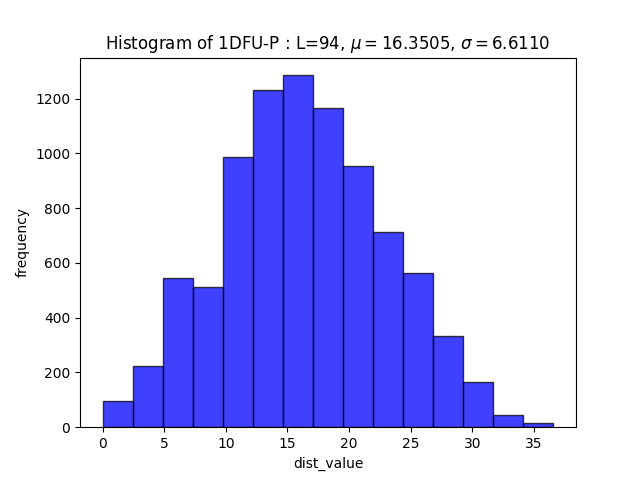 Histogram of 1DFU-P : L=94, μ = 16.3505, σ = 6.6110
1200
1000
800
600
400
200
0
frequency
0 5 10 15 20 25 30 35
dist_value